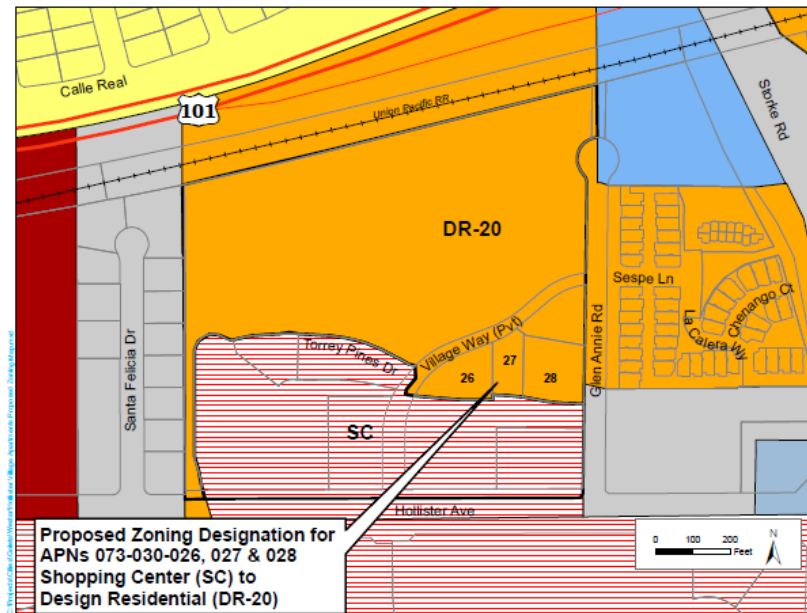 Calle Real
101
Union Pacific RR
Storke Rd
DR-20
Sespe Ln
Chenango Ct
La Calera Wy
Village Way (Pvt)
Torrey Pines Dr
26
27
28
Glen Annie Rd
Santa Felicia Dr
SC
Hollister Ave
Proposed Zoning Designation for
APNs 073-030-026, 027 & 028
Shopping Center (SC) to
Design Residential (DR-20)
0 100 200
Feet
N